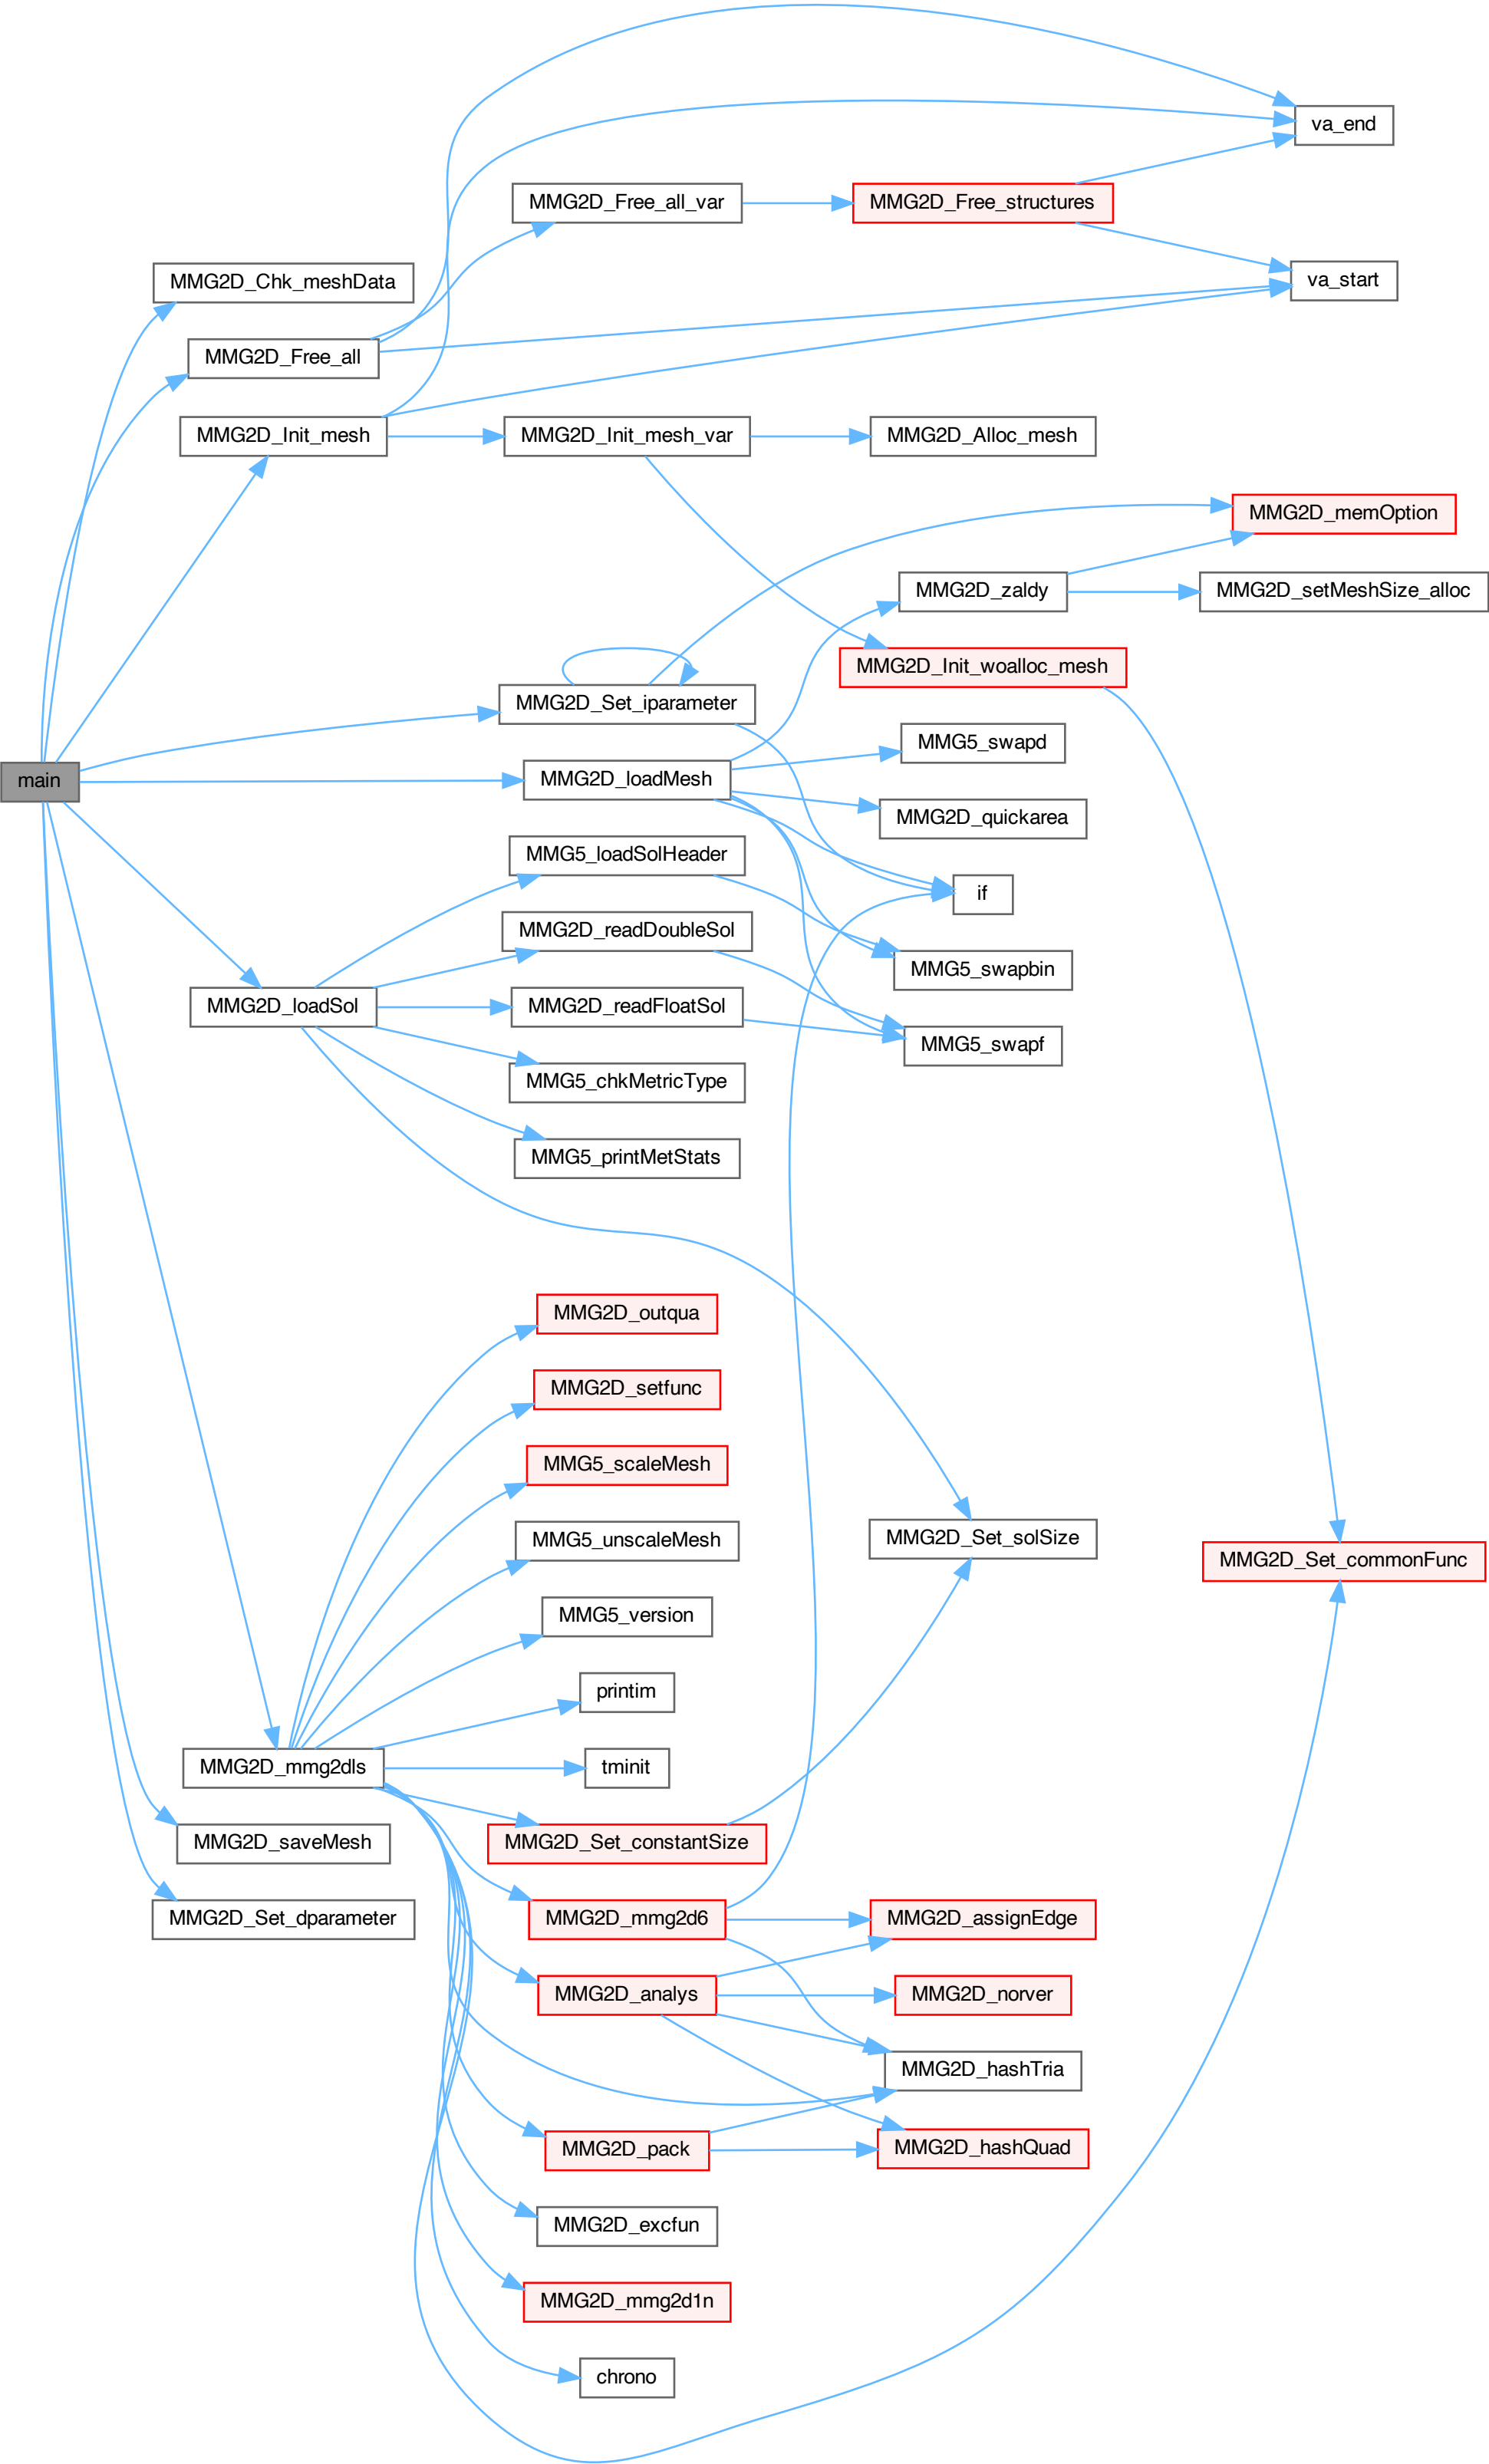 va_end
MMG2D_Free_all_var
MMG2D_Free_structures
MMG2D_Chk_meshData
va_start
MMG2D_Free_all
MMG2D_Init_mesh
MMG2D_Init_mesh_var
MMG2D_Alloc_mesh
MMG2D_memOption
MMG2D_zaldy
MMG2D_setMeshSize_alloc
MMG2D_Init_woalloc_mesh
MMG2D_Set_iparameter
MMG5_swapd
main
MMG2D_loadMesh
MMG2D_quickarea
MMG5_loadSolHeader
if
MMG2D_readDoubleSol
MMG5_swapbin
MMG2D_loadSol
MMG2D_readFloatSol
MMG5_swapf
MMG5_chkMetricType
MMG5_printMetStats
MMG2D_outqua
MMG2D_setfunc
MMG5_scaleMesh
MMG5_unscaleMesh
MMG2D_Set_solSize
MMG2D_Set_commonFunc
MMG5_version
printim
MMG2D_mmg2dls
tminit
MMG2D_saveMesh
MMG2D_Set_constantSize
MMG2D_Set_dparameter
MMG2D_mmg2d6
MMG2D_assignEdge
MMG2D_analys
MMG2D_norver
MMG2D_hashTria
MMG2D_pack
MMG2D_hashQuad
MMG2D_excfun
MMG2D_mmg2d1n
chrono